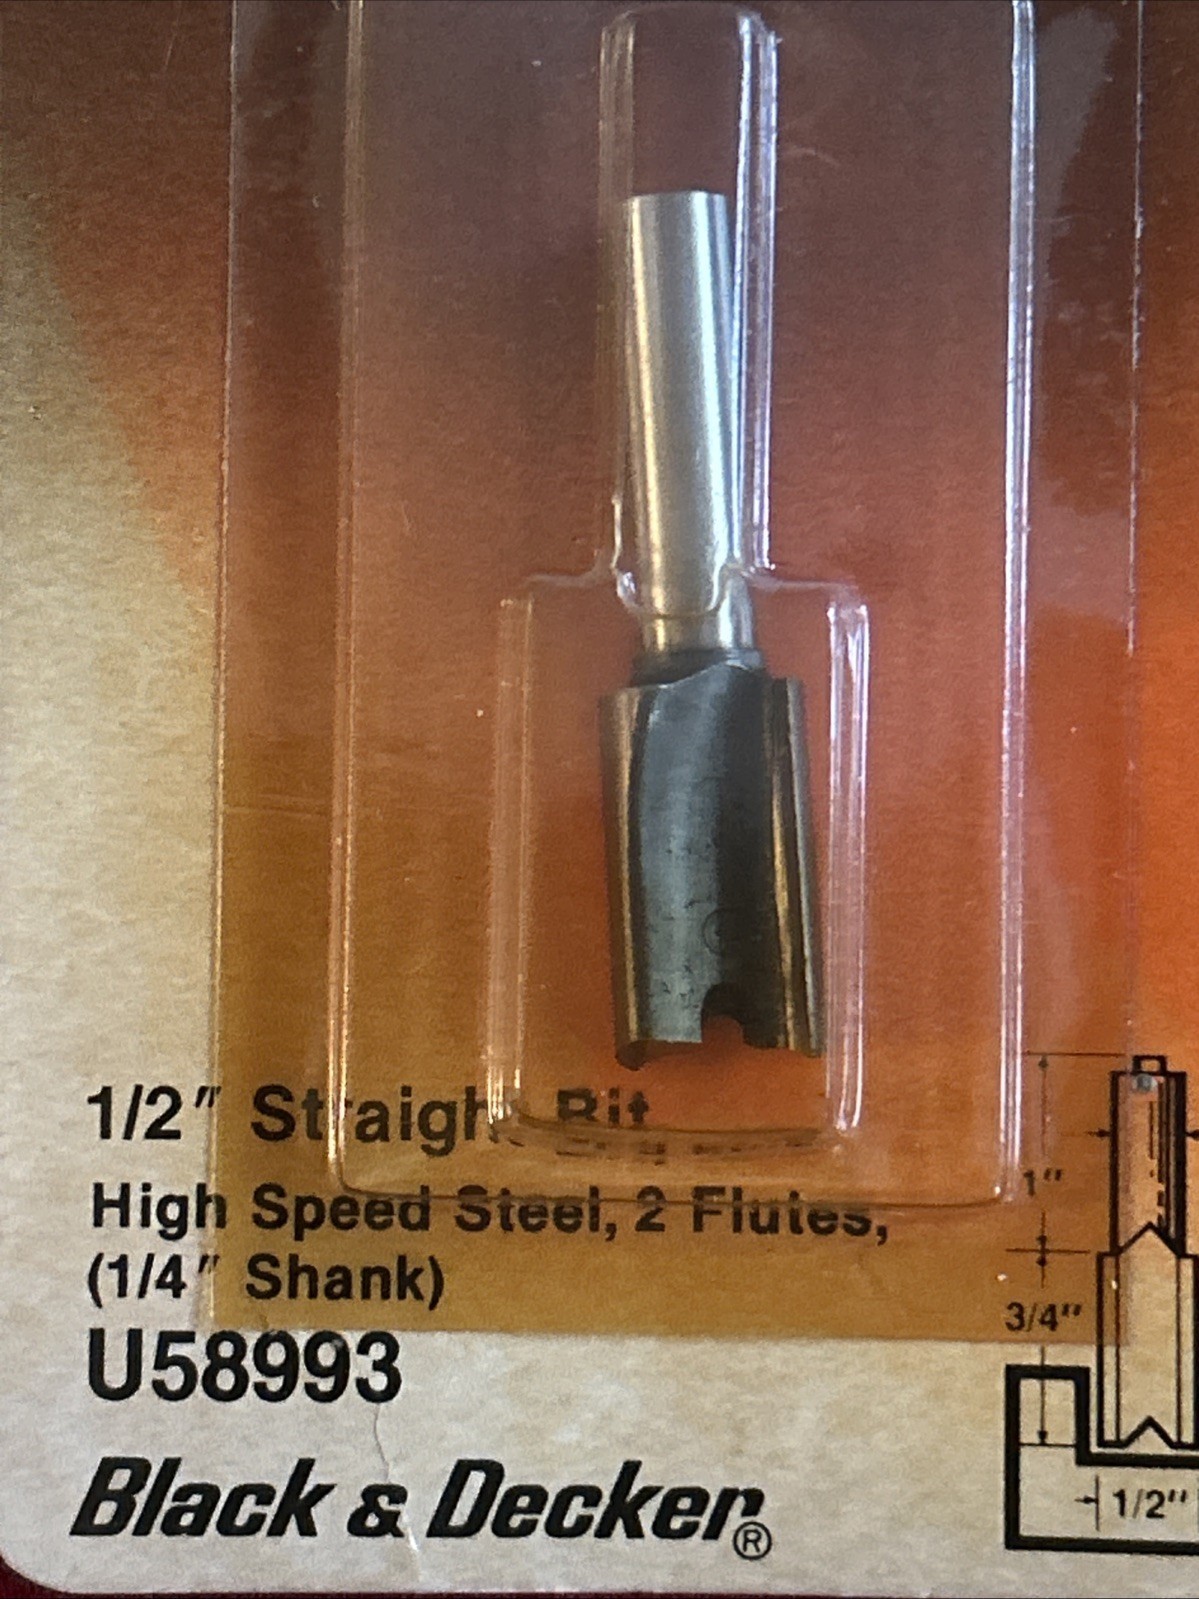 1/2" Straight Bit
High Speed Steel, 2 Flutes,
(1/4" Shank)
U58993
Black & Decker®
1"
3/4"
1/2"